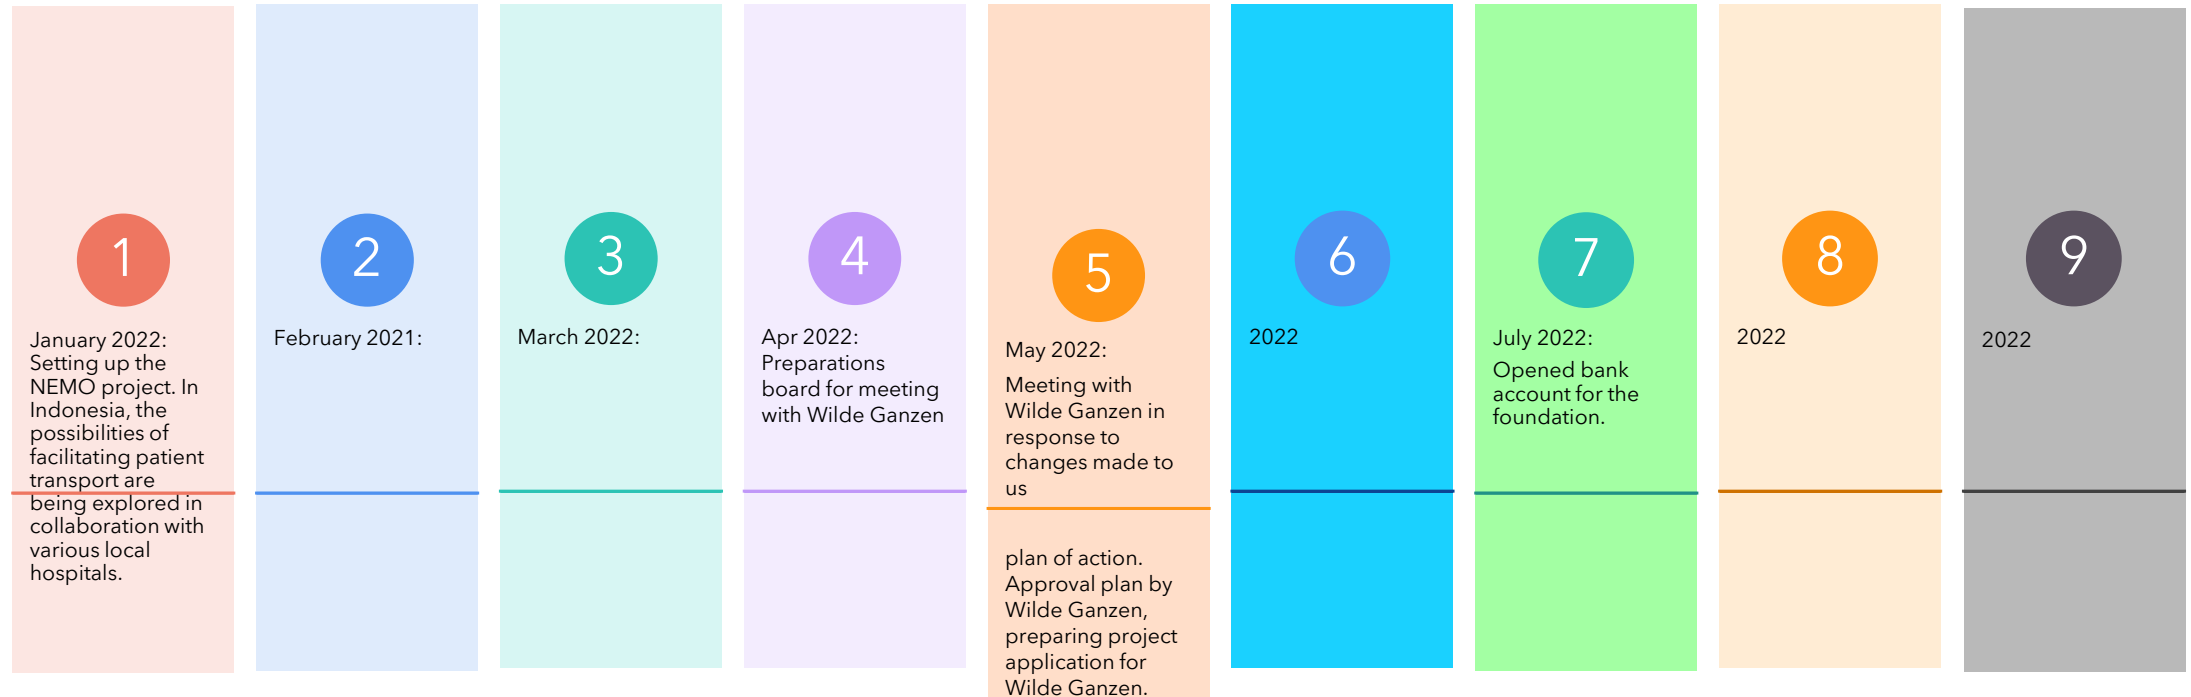 1
January 2022:
Setting up the
NEMO project. In
Indonesia, the
possibilities of
facilitating patient
transport are
being explored in
collaboration with
various local
hospitals.
2
February 2021:
3
March 2022:
4
Apr 2022:
Preparations
board for meeting
with Wilde Ganzen
5
May 2022:
Meeting with
Wilde Ganzen in
response to
changes made to
us
plan of action.
Approval plan by
Wilde Ganzen,
preparing project
application for
Wilde Ganzen.
6
2022
7
July 2022:
Opened bank
account for the
foundation.
8
2022
9
2022